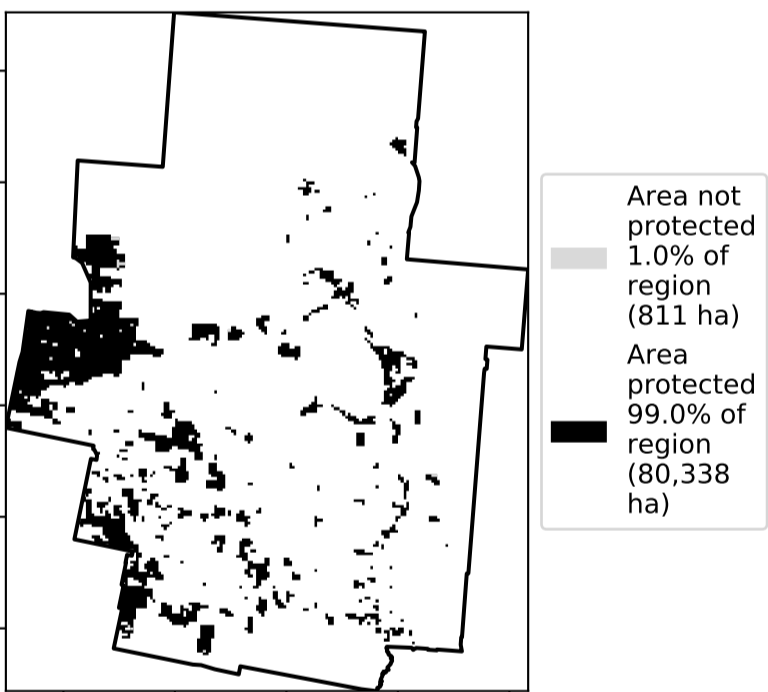 Area not
protected
1.0% of
region
(811 ha)
Area
protected
99.0% of
region
(80,338
ha)